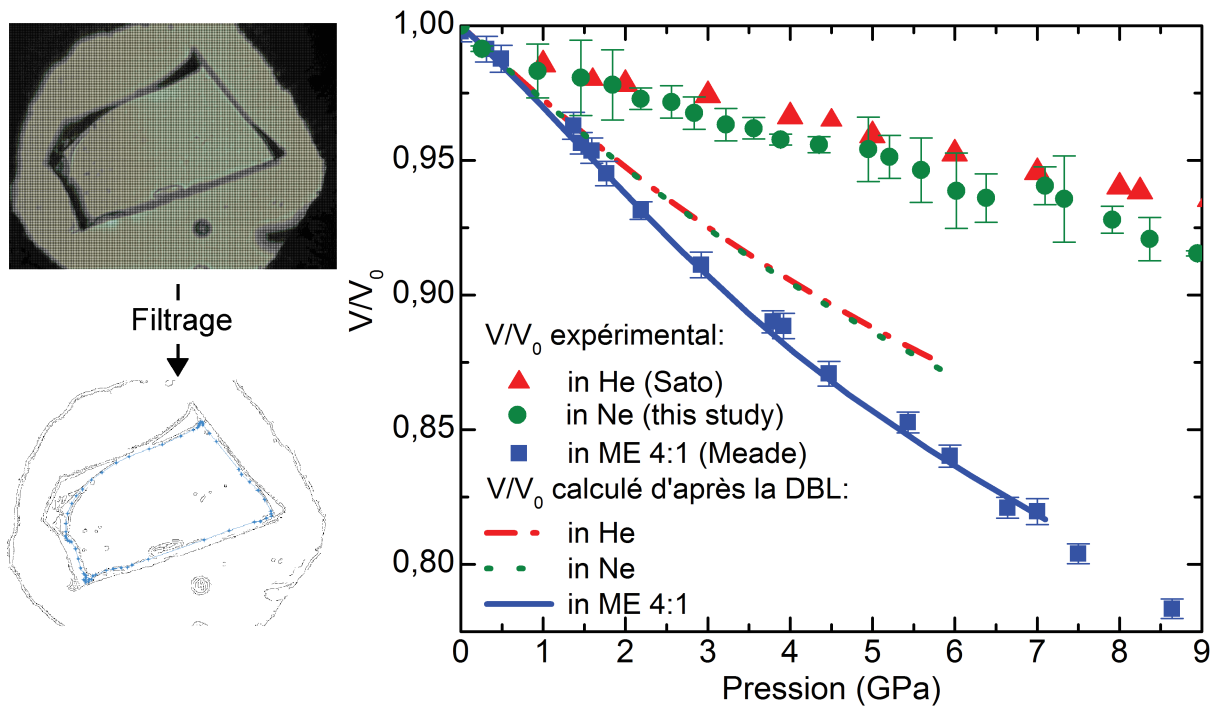 Filtrage
V/V0
1,00
0,95
0,90
0,85
0,80
V/V0 expérimental:
in He (Sato)
in Ne (this study)
in ME 4:1 (Meade)
V/V0 calculé d'après la DBL:
in He
in Ne
in ME 4:1
0 1 2 3 4 5 6 7 8 9
Pression (GPa)